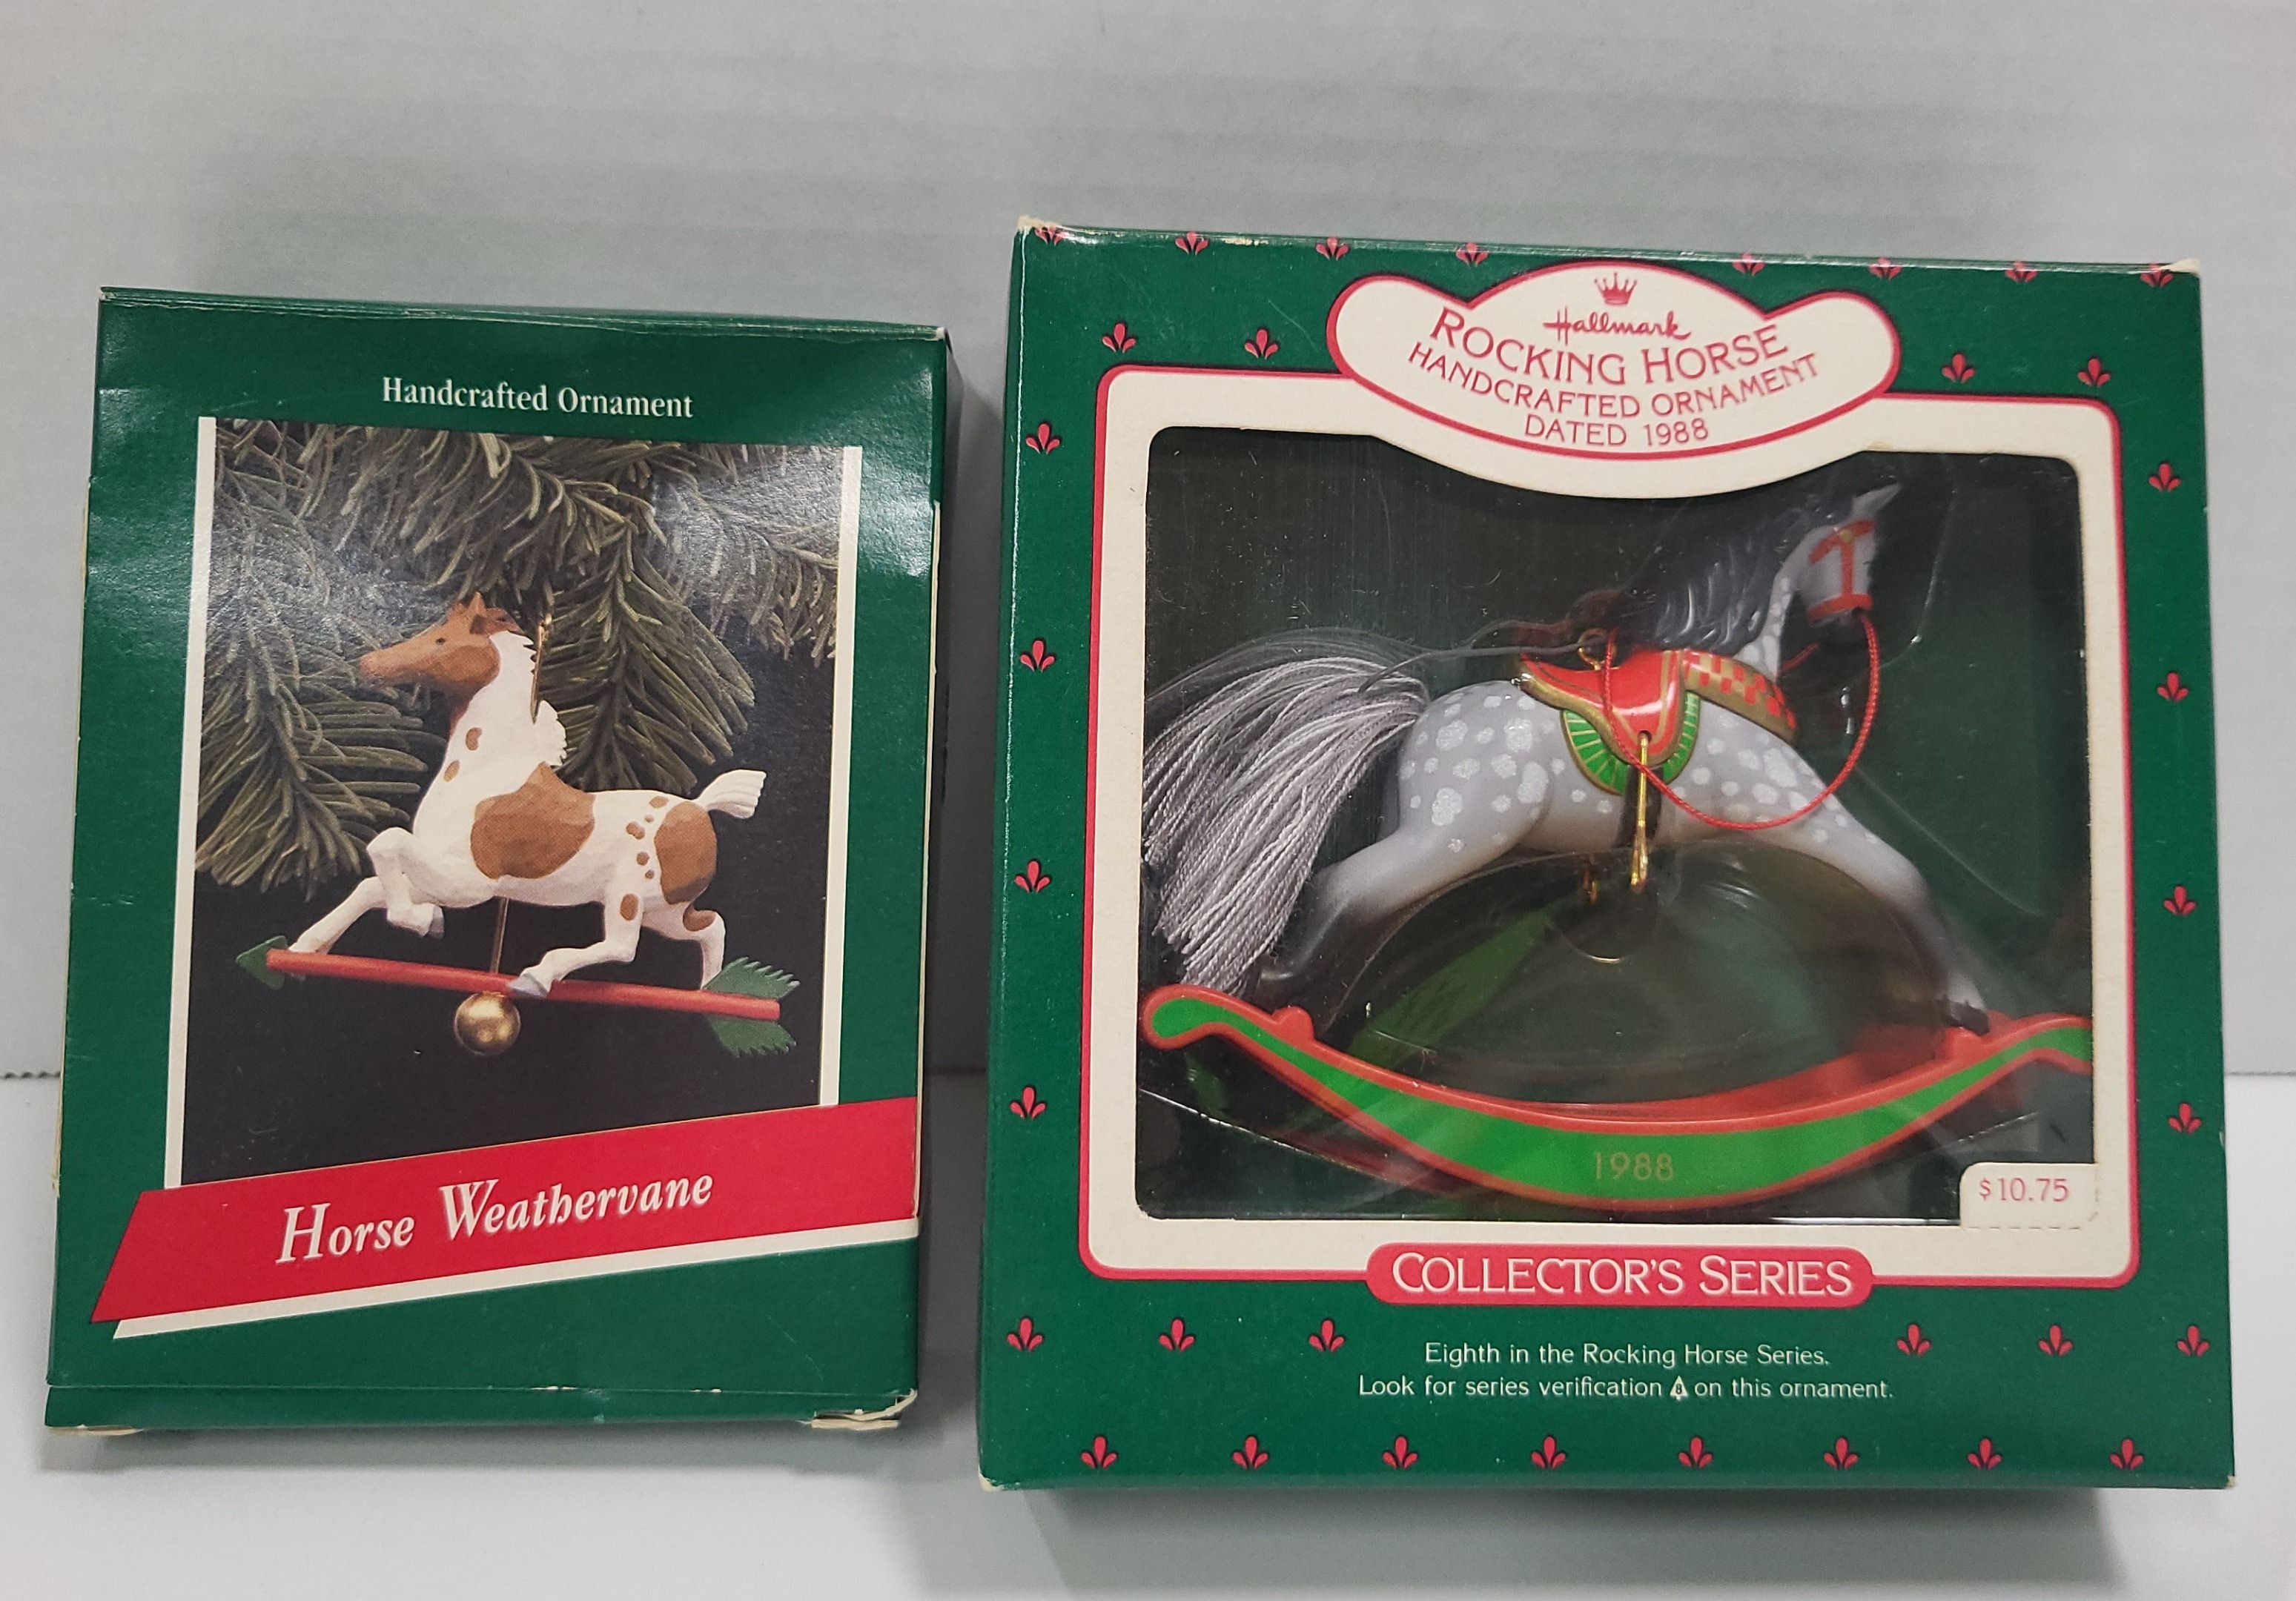 Handcrafted Ornament
Horse Weathervane
Hallmark
ROCKING HORSE
HANDCRAFTED ORNAMENT
DATED 1988
1988
$10.75
COLLECTOR'S SERIES
Eighth in the Rocking Horse Series.
Look for series verification 8 on this ornament.